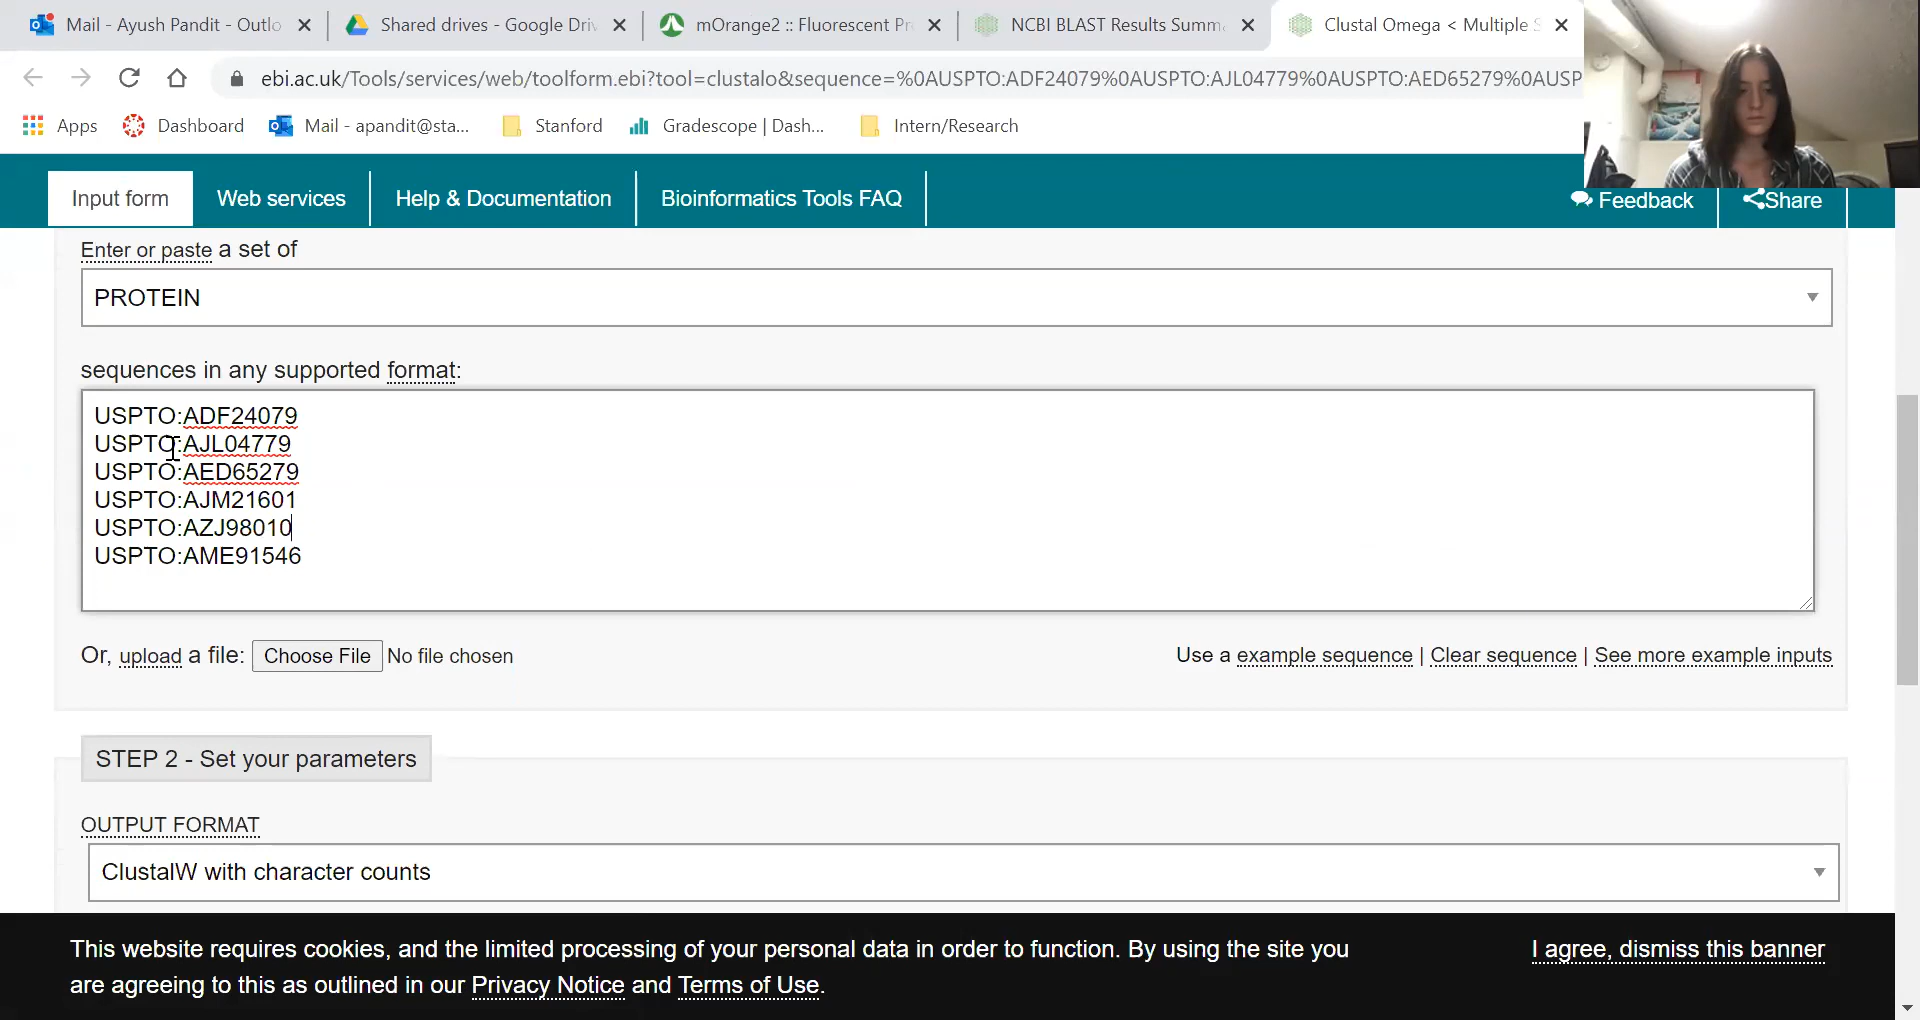 Mail - Ayush Pandit - Outlo
Shared drives - Google Driv
mOrange2 :: Fluorescent Pr
NCBI BLAST Results Summa
Clustal Omega < Multiple S
ebi.ac.uk/Tools/services/web/toolform.ebi?tool=clustalo&sequence=%0AUSPTO:ADF24079%0AUSPTO:AJL04779%0AUSPTO:AED65279%0AUSP
Apps
Dashboard
Mail - apandit@sta...
Stanford
Gradescope | Dash...
Intern/Research
Input form
Web services
Help & Documentation
Bioinformatics Tools FAQ
Feedback
Share
Enter or paste a set of
PROTEIN
sequences in any supported format:
USPTO:ADF24079
USPTO:AJL04779
USPTO:AED65279
USPTO:AJM21601
USPTO:AZJ98010
USPTO:AME91546
Or, upload a file: Choose File No file chosen
Use a example sequence | Clear sequence | See more example inputs
STEP 2 - Set your parameters
OUTPUT FORMAT
ClustalW with character counts
This website requires cookies, and the limited processing of your personal data in order to function. By using the site you
are agreeing to this as outlined in our Privacy Notice and Terms of Use.
I agree, dismiss this banner